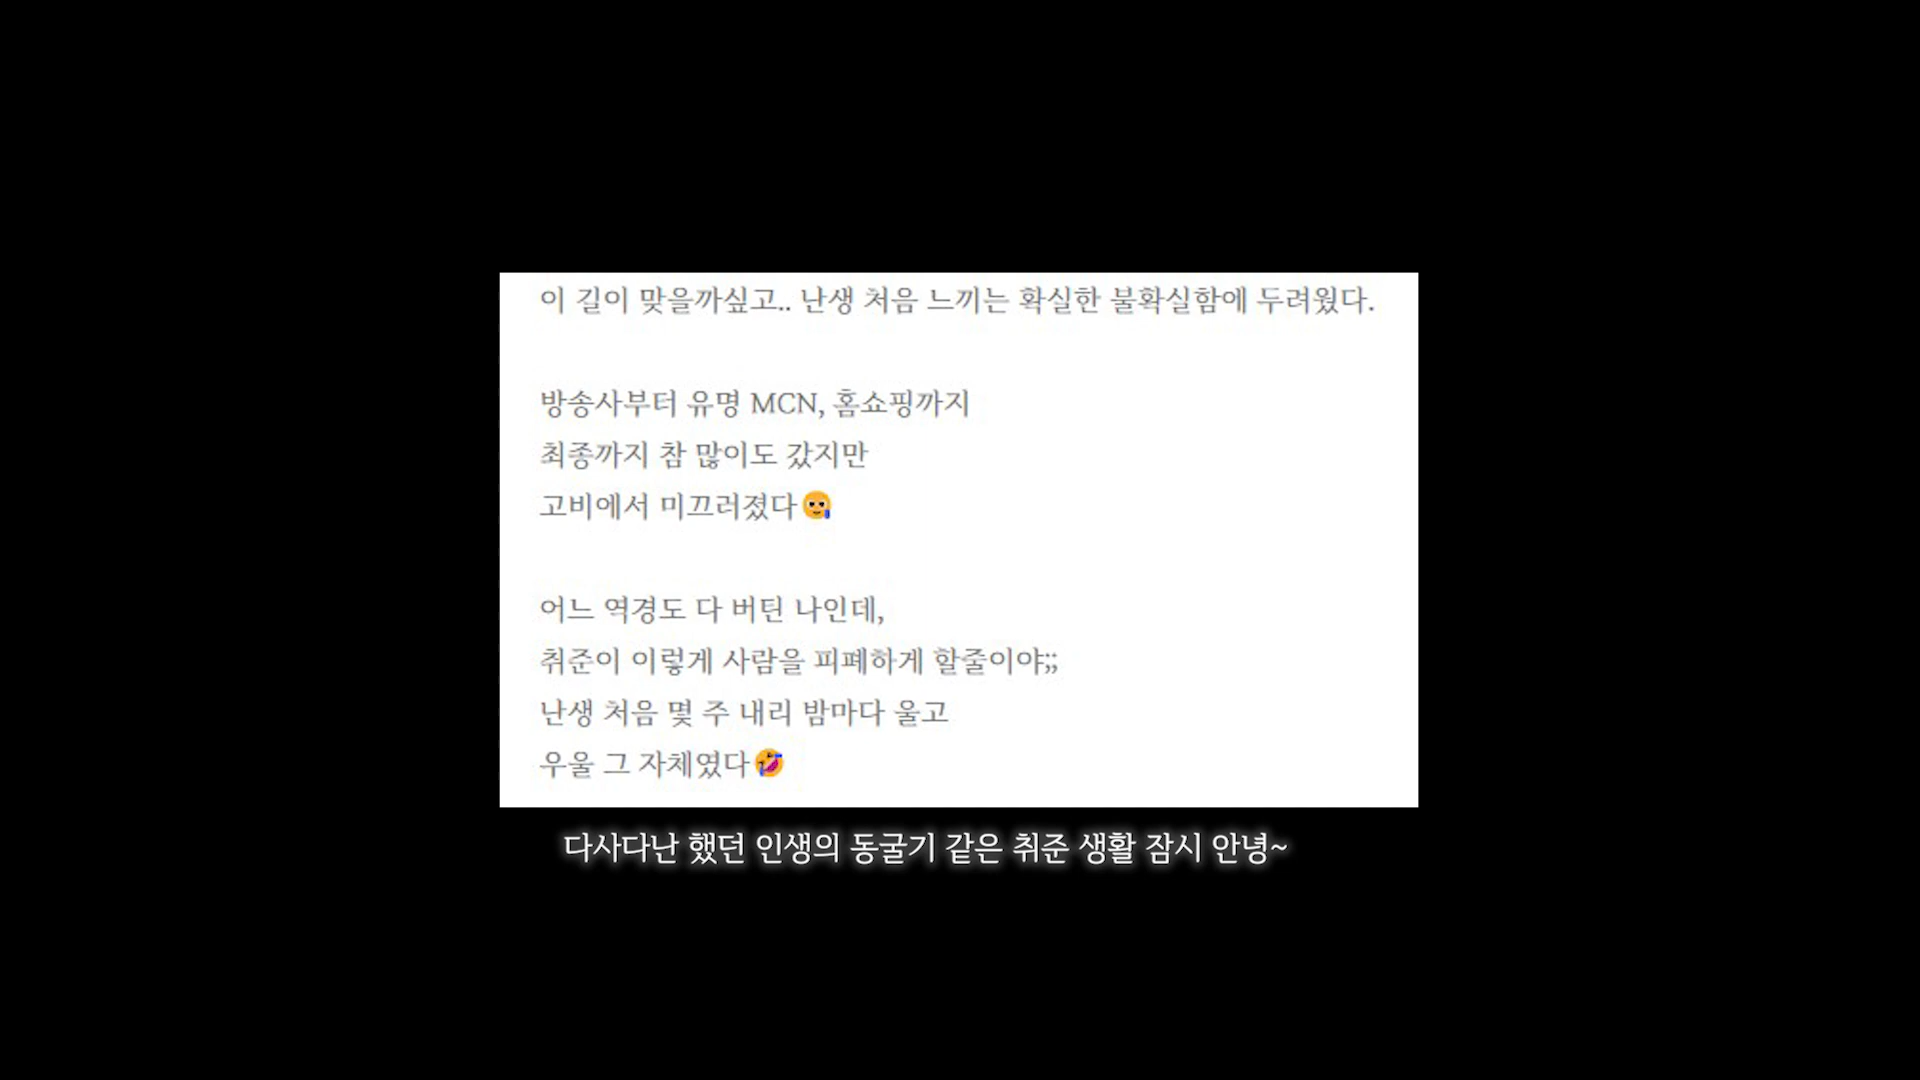 이 길이 맞을까싶고.. 난생 처음 느끼는 확실한 불확실함에 두려웠다.
방송사부터 유명 MCN, 홈쇼핑까지
최종까지 참 많이도 갔지만
고비에서 미끄러졌다🥲
어느 역경도 다 버틴 나인데,
취준이 이렇게 사람을 피폐하게 할줄이야;;
난생 처음 몇 주 내리 밤마다 울고
우울 그 자체였다🤣
다사다난 했던 인생의 동굴기 같은 취준 생활 잠시 안녕~